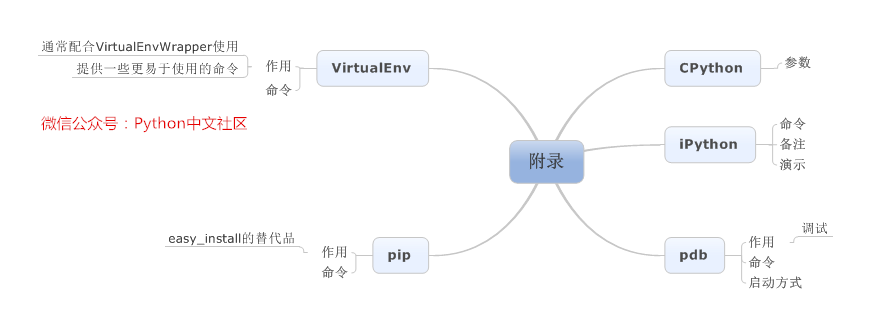 通常配合VirtualEnvWrapper使用
提供一些更易于使用的命令
作用
命令
VirtualEnv
微信公众号：Python中文社区
easy_install的替代品
作用
命令
pip
附录
CPython
参数
iPython
命令
备注
演示
pdb
作用
调试
命令
启动方式